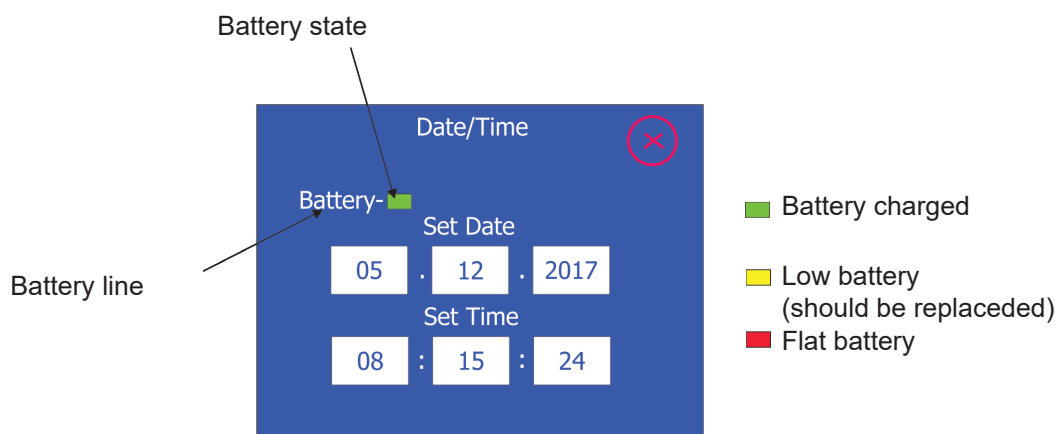 Battery state
Date/Time
Battery-
Set Date
05 . 12 . 2017
Set Time
08 : 15 : 24
Battery line
Battery charged
Low battery
(should be replaceded)
Flat battery